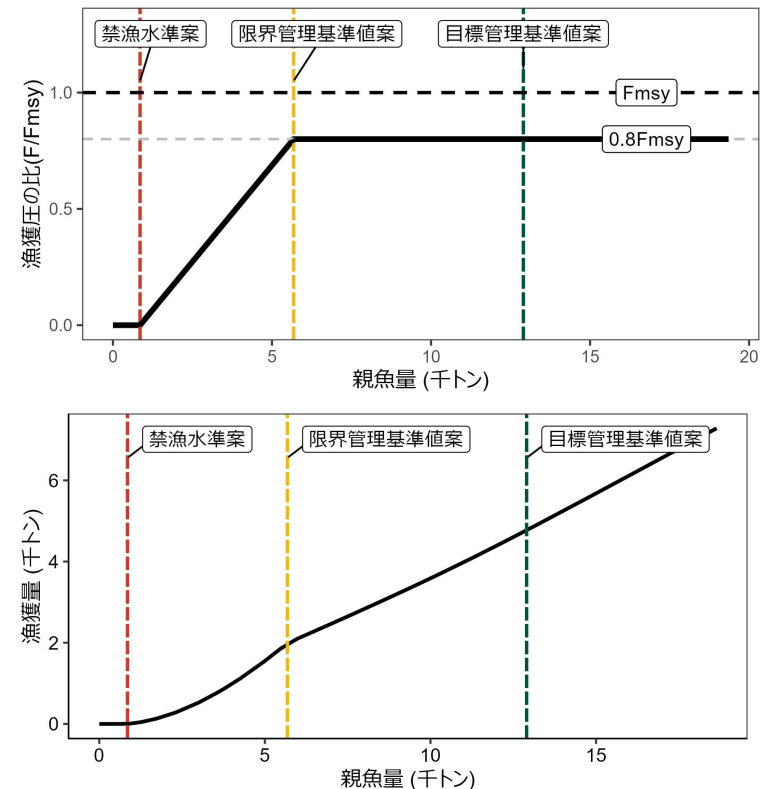 禁漁水準案
限界管理基準値案
目標管理基準値案
Fmsy
0.8Fmsy
漁獲圧の比(F/Fmsy)
1.0
0.5
0.0
0
5
10
15
20
親魚量 (千トン)
禁漁水準案
限界管理基準値案
目標管理基準値案
漁獲量 (千トン)
6
4
2
0
0
5
10
15
親魚量 (千トン)